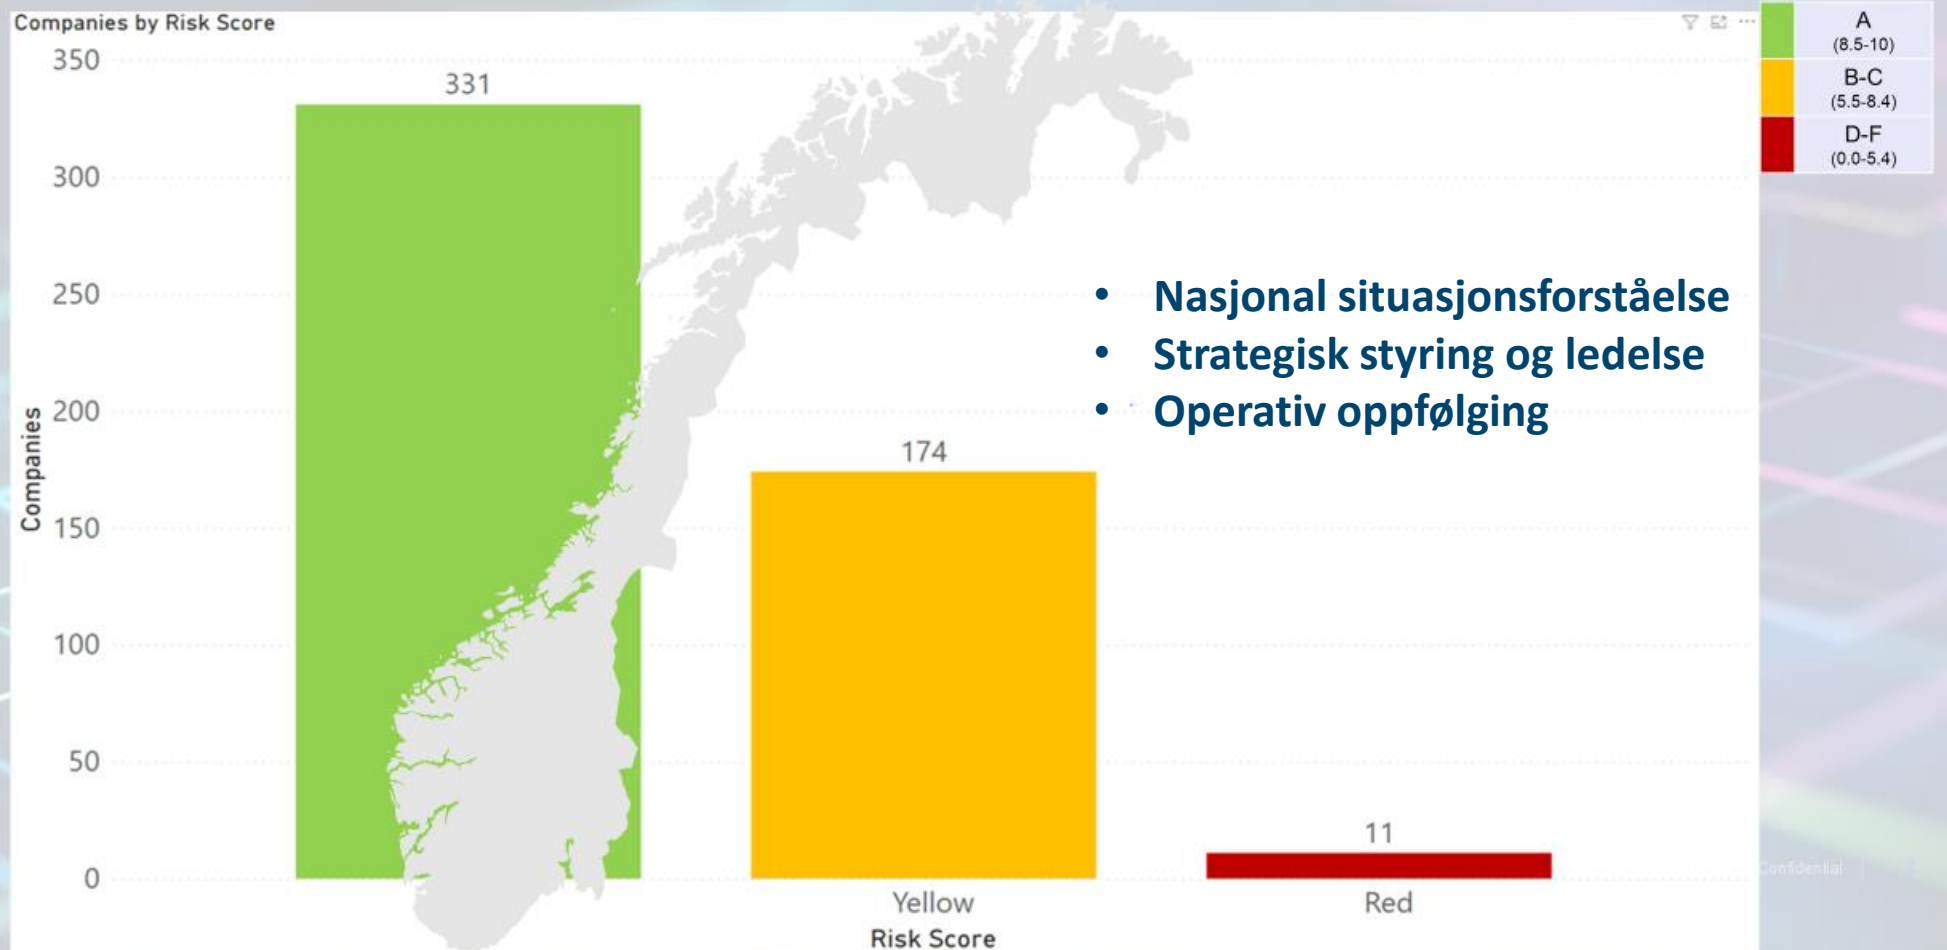 Companies by Risk Score
A
(8.5-10)
B-C
(5.5-8.4)
D-F
(0.0-5.4)
350
300
250
200
150
100
50
0
Companies
331
174
11
• Nasjonal situasjonsforståelse
• Strategisk styring og ledelse
• Operativ oppfølging
Yellow
Red
Risk Score
Confidential